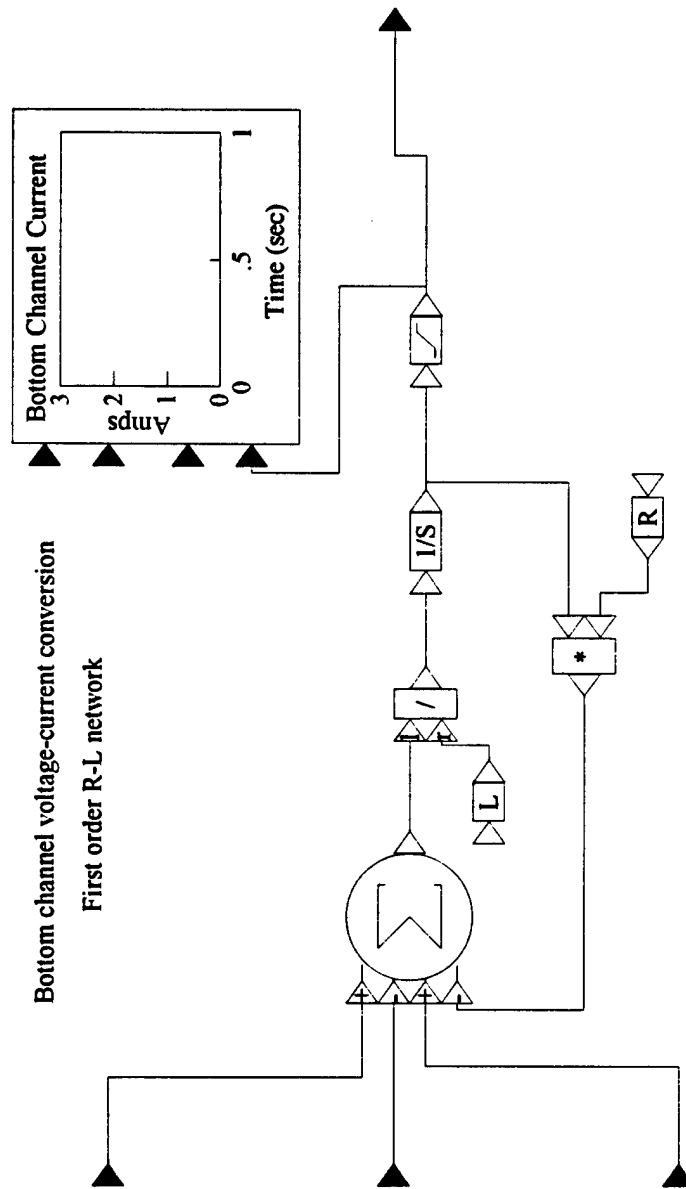 Bottom channel voltage-current conversion
First order R-L network
Bottom Channel Current
3
2
1
0
Amps
0
.5
1
Time (sec)
+
-
+
-
Σ
l
r
/
L
1/S
*
R